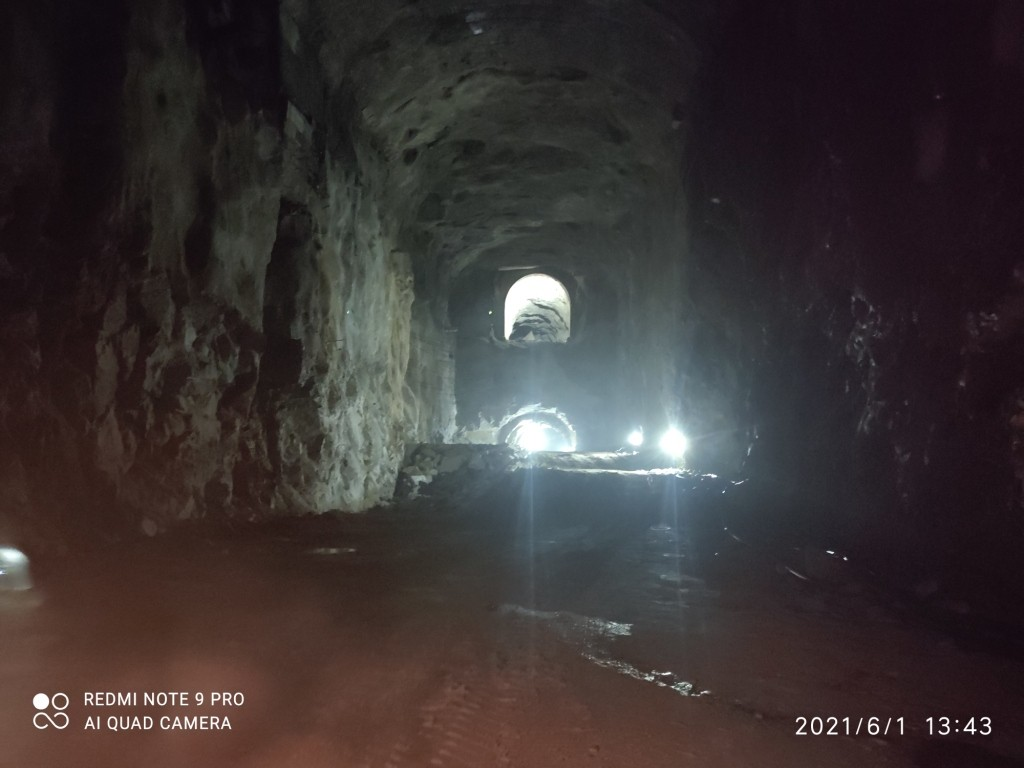 REDMI NOTE 9 PRO
AI QUAD CAMERA
2021/6/1 13:43